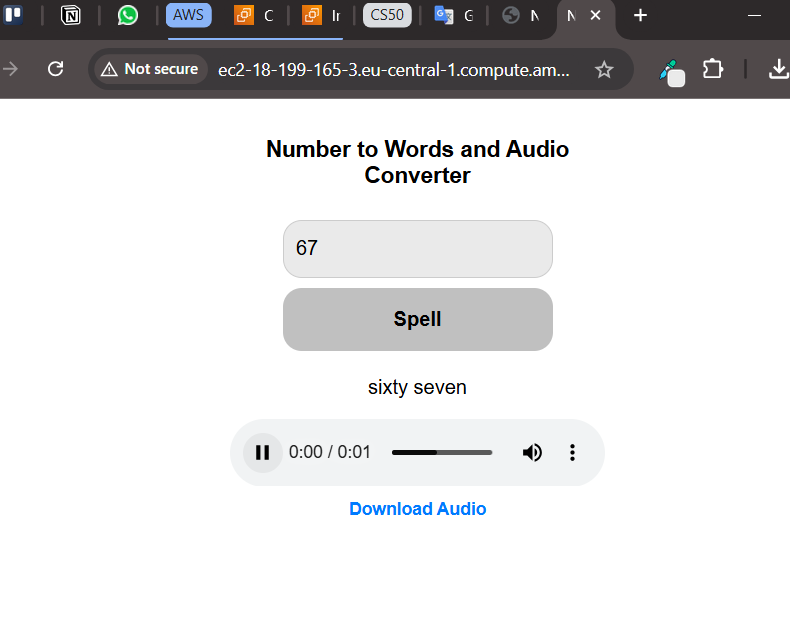 AWS C Ir CS50 G N N
Not secure ec2-18-199-165-3.eu-central-1.compute.am...
Number to Words and Audio
Converter
67
Spell
sixty seven
0:00 / 0:01
Download Audio